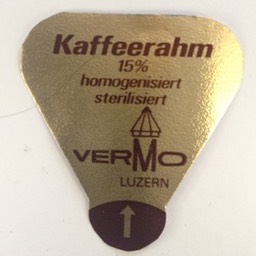 Kaffeerahm
15%
homogenisiert
sterilisiert
VERMO
LUZERN